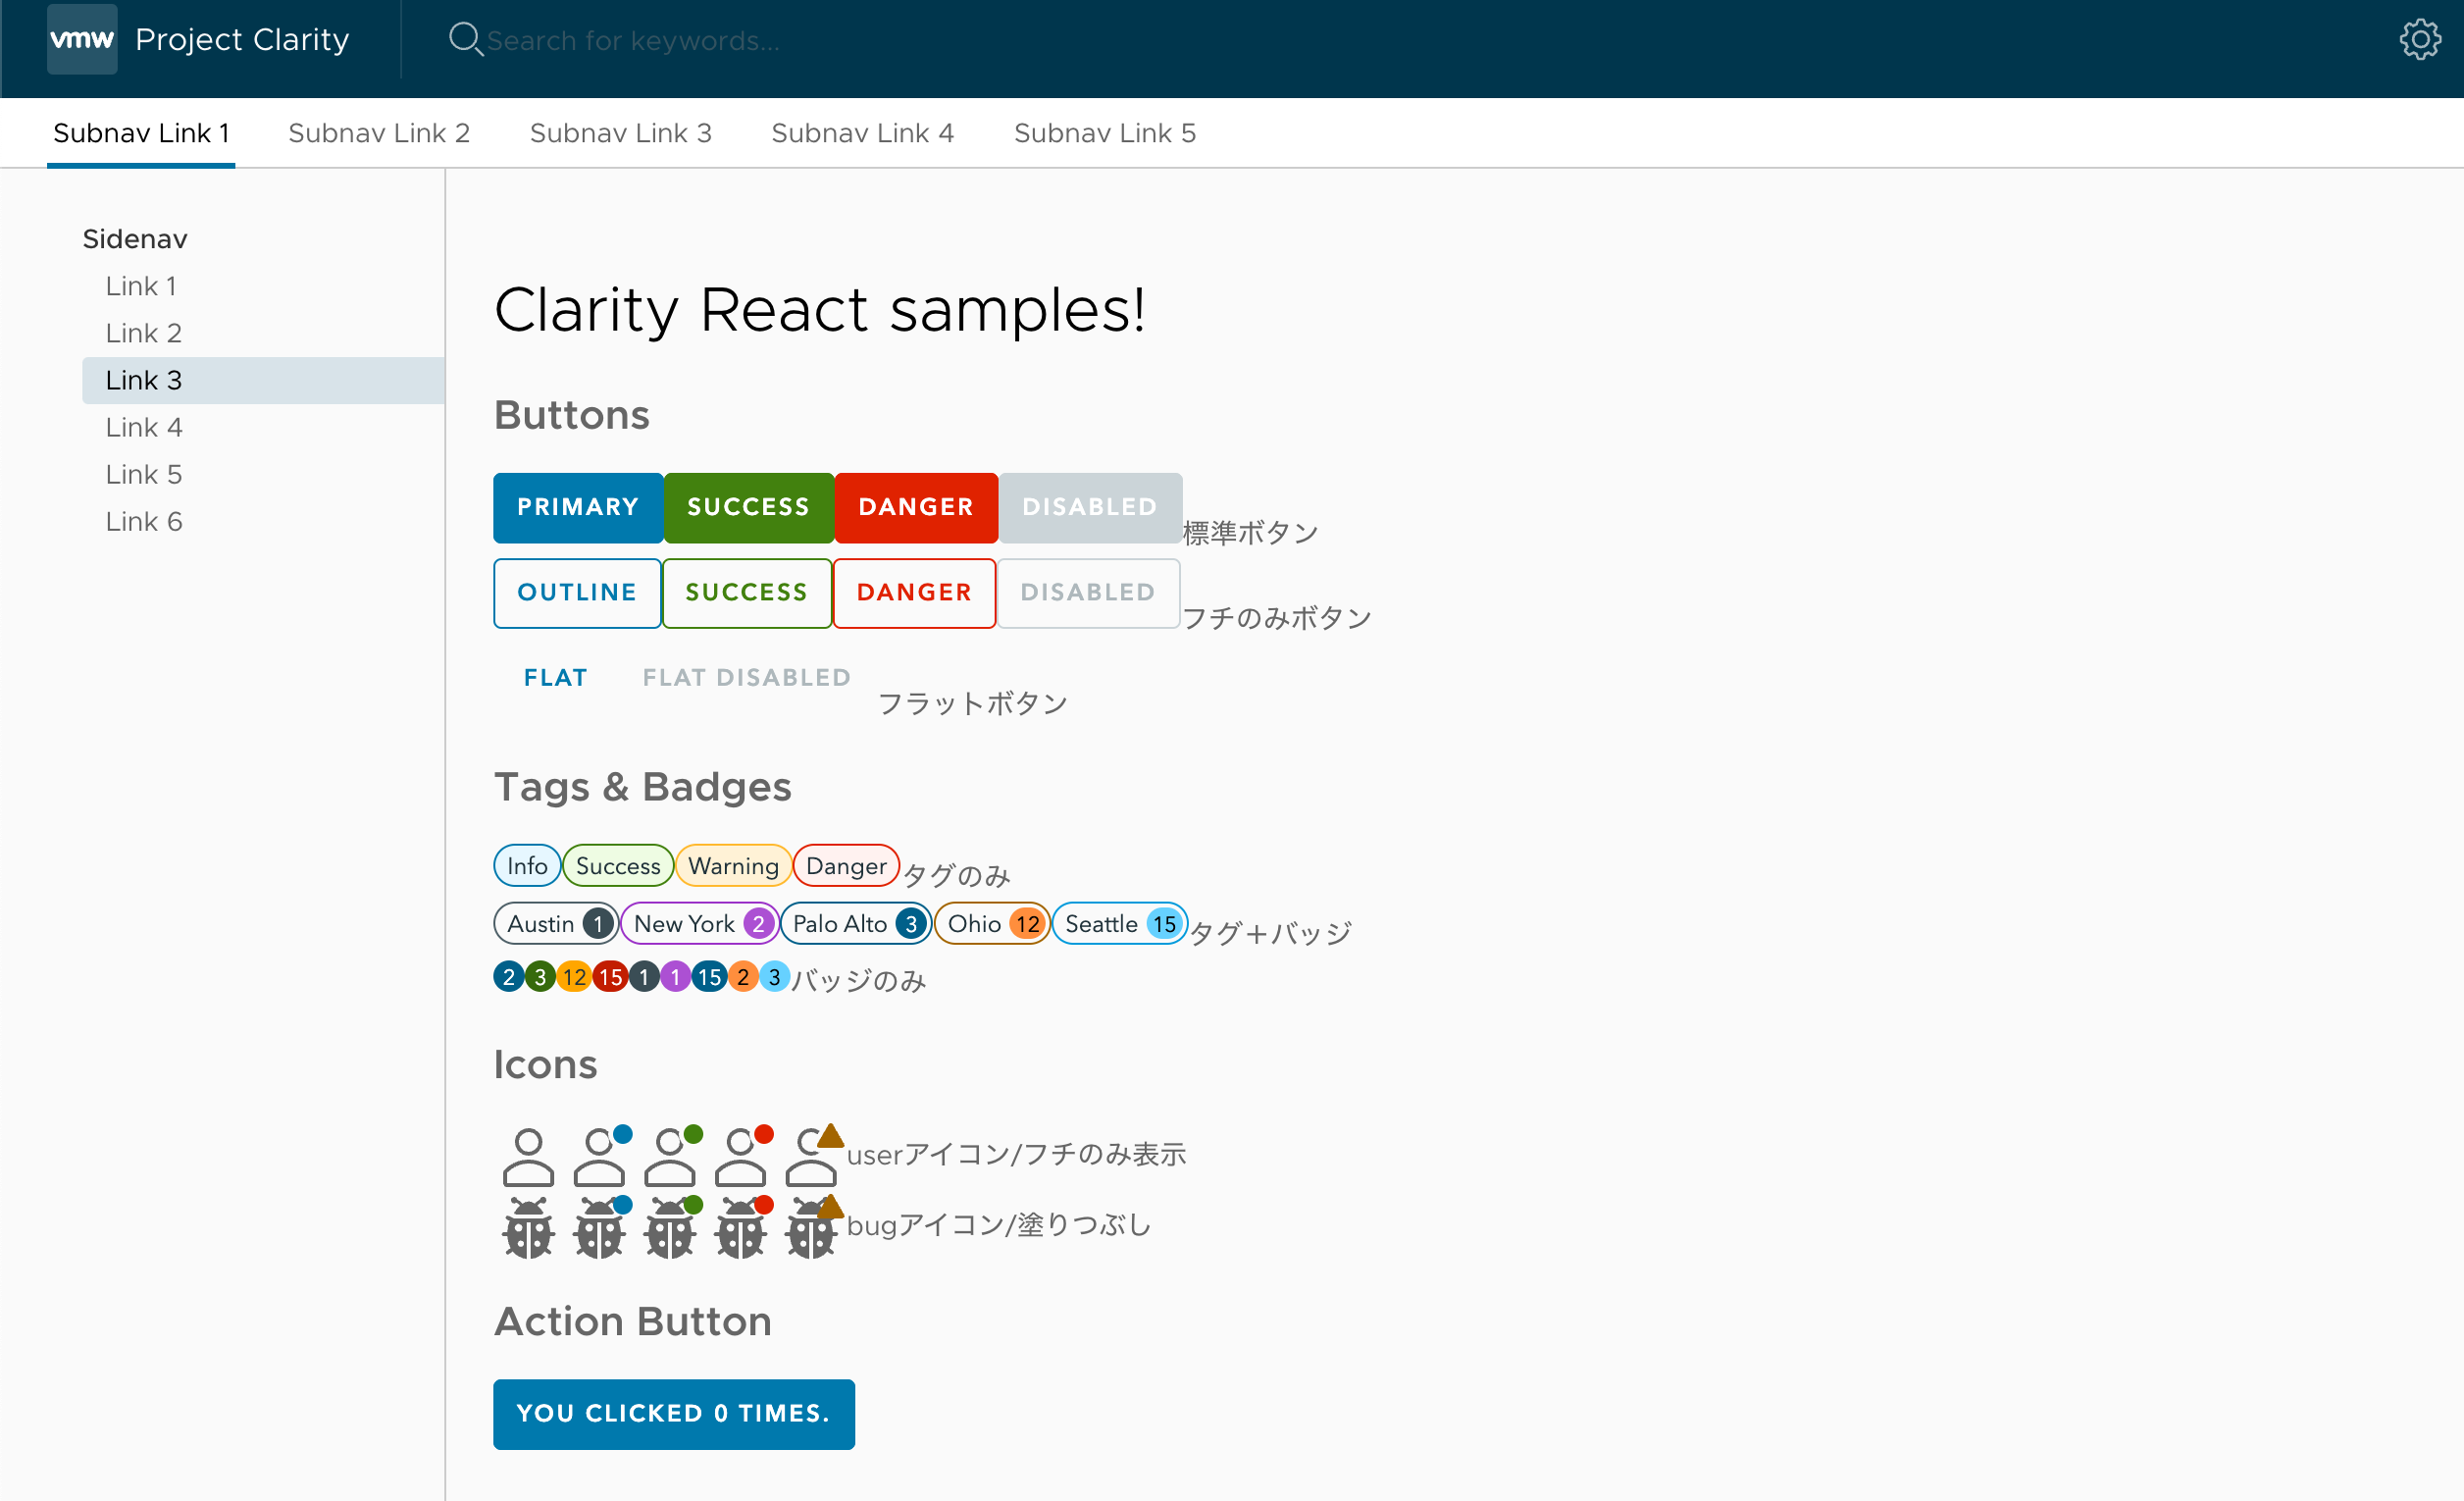 vmw Project Clarity Search for keywords...
Subnav Link 1 Subnav Link 2 Subnav Link 3 Subnav Link 4 Subnav Link 5
Sidenav
Link 1
Link 2
Link 3
Link 4
Link 5
Link 6
Clarity React samples!
Buttons
PRIMARY SUCCESS DANGER DISABLED 標準ボタン
OUTLINE SUCCESS DANGER DISABLED フチのみボタン
FLAT FLAT DISABLED フラットボタン
Tags & Badges
Info Success Warning Danger タグのみ
Austin 1 New York 2 Palo Alto 3 Ohio 12 Seattle 15 タグ＋バッジ
2 3 12 15 1 1 15 2 3 バッジのみ
Icons
userアイコン/フチのみ表示
bugアイコン/塗りつぶし
Action Button
YOU CLICKED 0 TIMES.